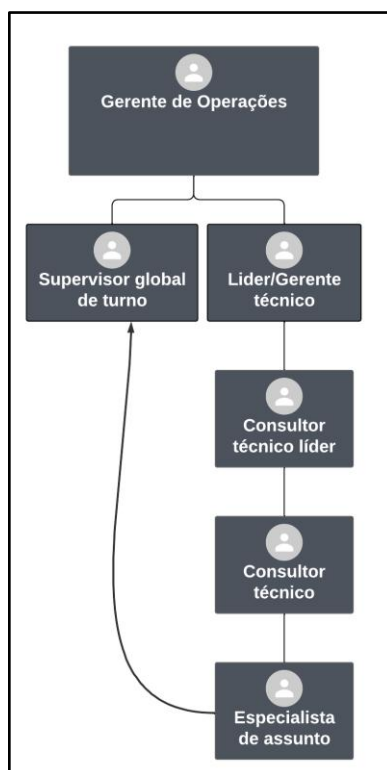 Gerente de Operações
Supervisor global
de turno
Lider/Gerente
técnico
Consultor
técnico líder
Consultor
técnico
Especialista
de assunto